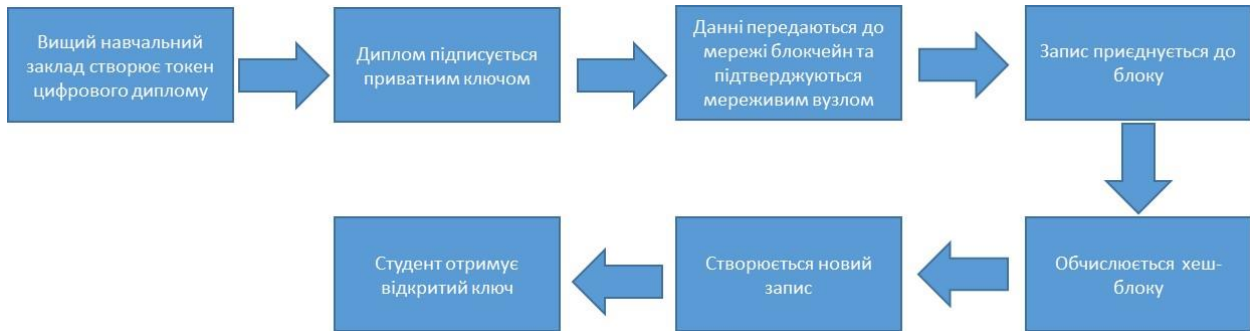 Вищий навчальний
заклад створює токен
цифрового диплому
Диплом підписується
приватним ключом
Данні передаються до
мережі блокчейн та
підтверджуються
мереживим вузлом
Запис приєднується до
блоку
Обчислюється хеш-
блоку
Створюється новий
запис
Студент отримує
відкритий ключ